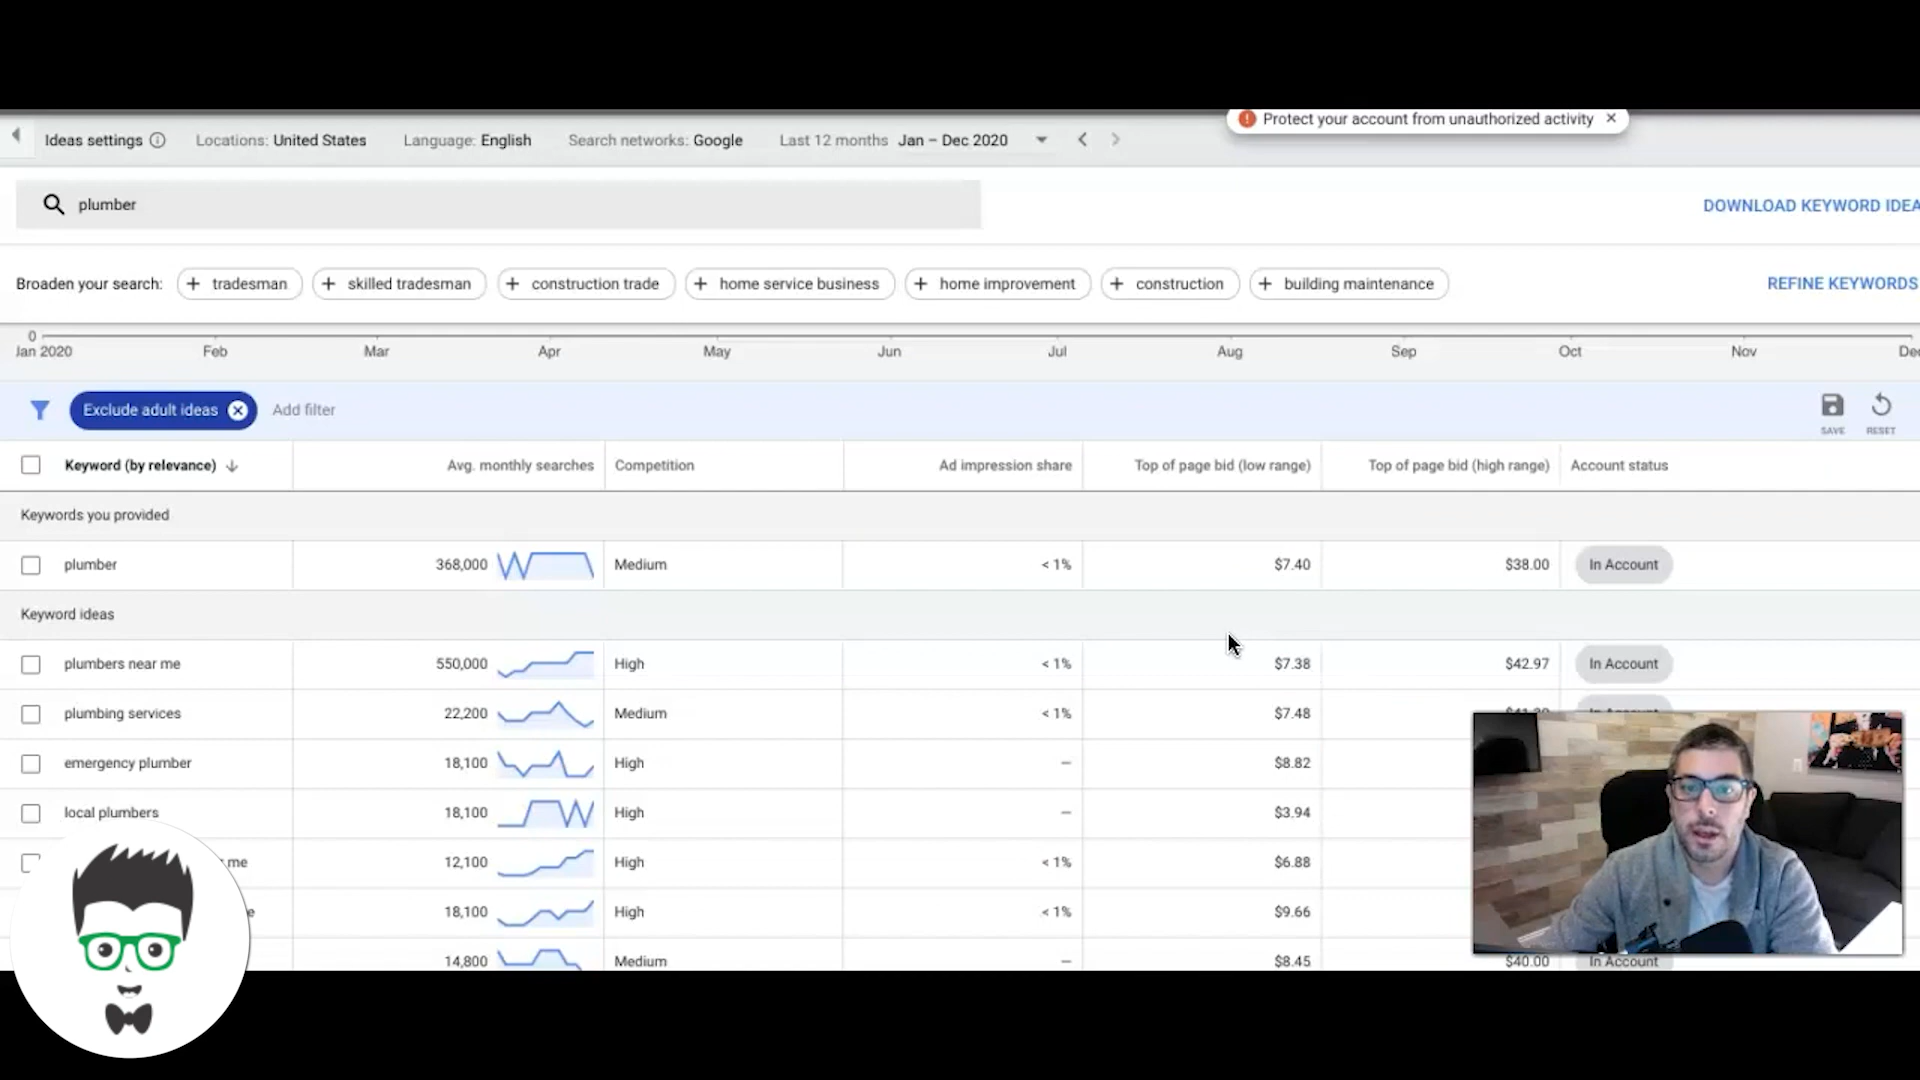 Protect your account from unauthorized activity
Ideas settings Locations: United States Language: English Search networks: Google Last 12 months Jan – Dec 2020
plumber
DOWNLOAD KEYWORD IDEA
Broaden your search: + tradesman + skilled tradesman + construction trade + home service business + home improvement + construction + building maintenance REFINE KEYWORDS
0
Jan 2020 Feb Mar Apr May Jun Jul Aug Sep Oct Nov Dec
Exclude adult ideas Add filter
SAVE RESET
Keyword (by relevance) Avg. monthly searches Competition Ad impression share Top of page bid (low range) Top of page bid (high range) Account status
Keywords you provided
plumber 368,000 Medium < 1% $7.40 $38.00 In Account
Keyword ideas
plumbers near me 550,000 High < 1% $7.38 $42.97 In Account
plumbing services 22,200 Medium < 1% $7.48
emergency plumber 18,100 High – $8.82
local plumbers 18,100 High – $3.94
me 12,100 High < 1% $6.88
e 18,100 High < 1% $9.66
14,800 Medium – $8.45 $40.00 In Account